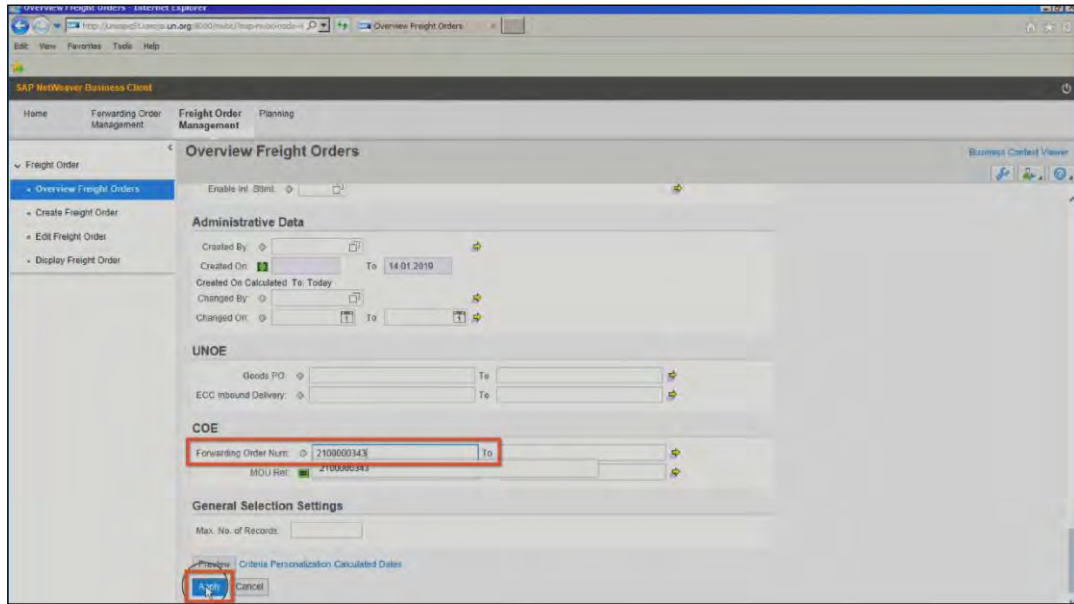 Overview Freight Orders - Internet Explorer
Overview Freight Orders
Edit View Favorites Tools Help
SAP NetWeaver Business Client
Home Forwarding Order Management Freight Order Management Planning
Overview Freight Orders
Business Context Viewer
Freight Order
Overview Freight Orders
Create Freight Order
Edit Freight Order
Display Freight Order
Enable Int. Stlmt.
Administrative Data
Created By:
Created On: To 14.01.2019
Created On Calculated To: Today
Changed By:
Changed On: To
UNOE
Goods PO: To
ECC Inbound Delivery: To
COE
Forwarding Order Num: 2100000343 To
MOU Ref: 2100000343
General Selection Settings
Max. No. of Records:
Preview Criteria Personalization Calculated Dates
Apply Cancel